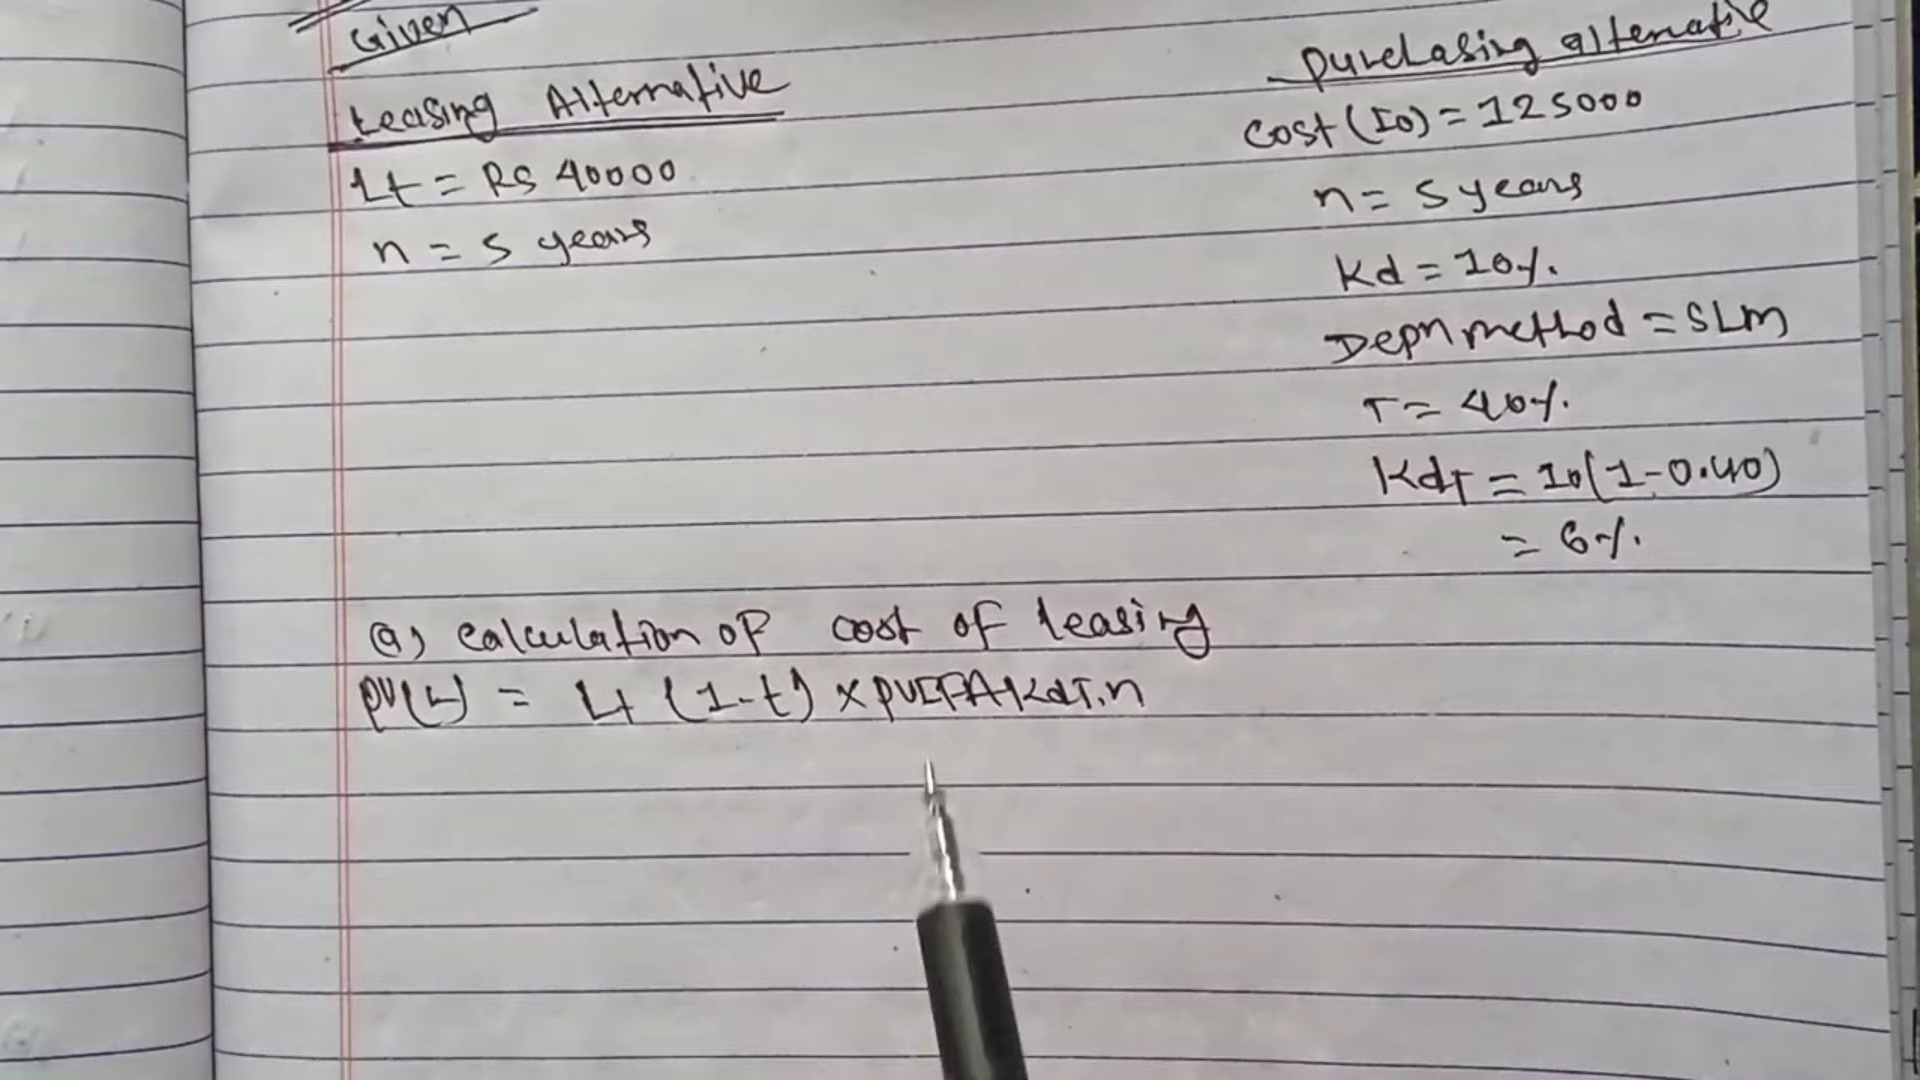 Given
Leasing Alternative
Lt = RS 40000
n = 5 years
purchasing alternative
cost (I0) = 125000
n = 5 years
Kd = 10%.
Depn method = SLM
T = 40%.
KdT = 10(1-0.40)
= 6%.
(a) calculation of cost of leasing
PV(L) = Lt (1-t) x PVIFA KdT,n